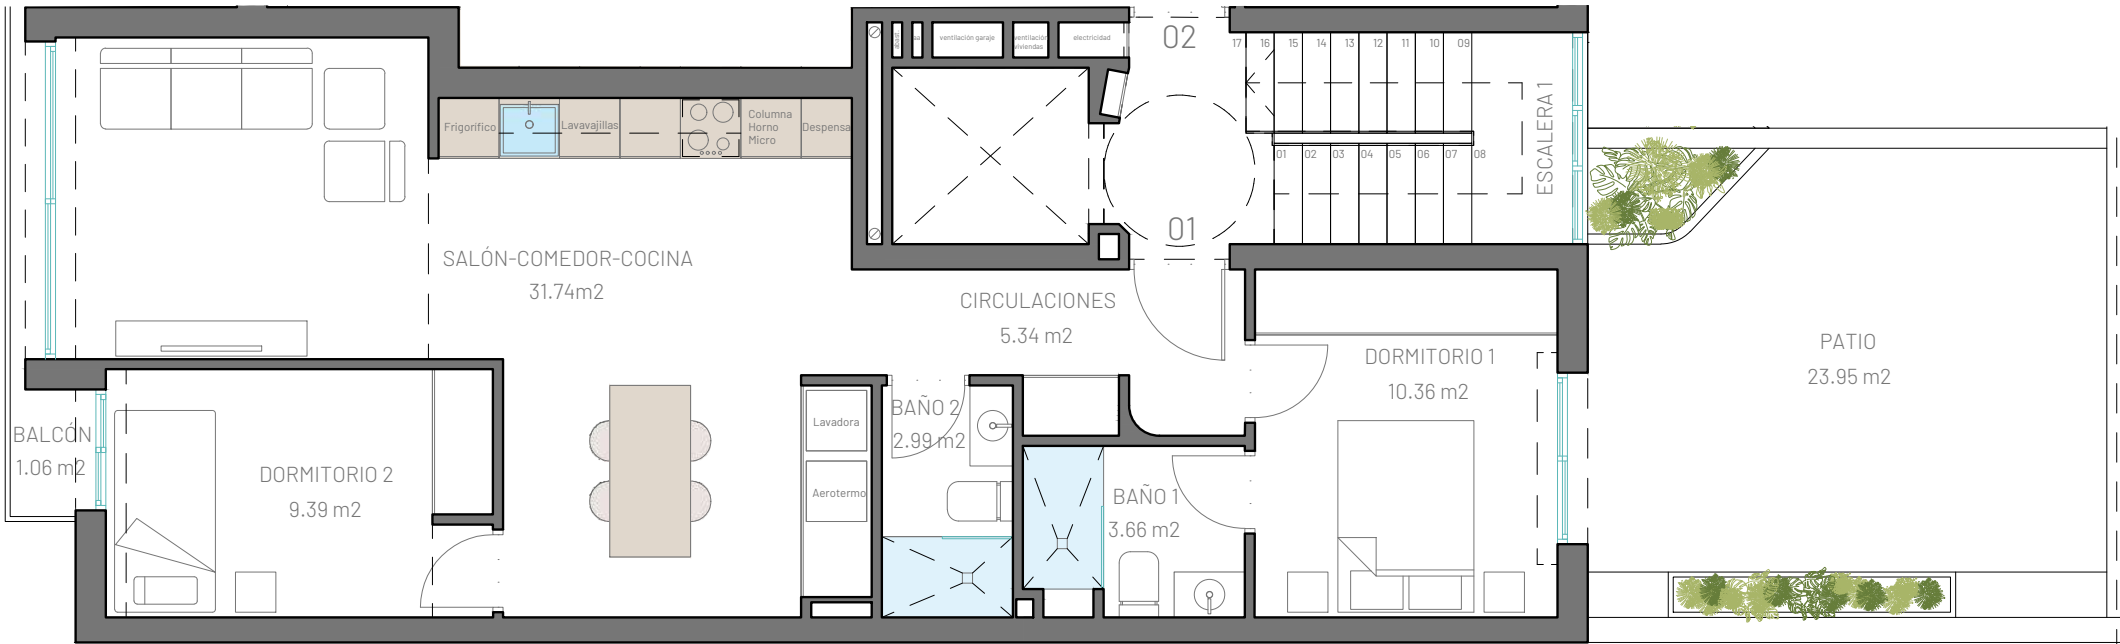 ventilación garaje
ventilación
viviendas
electricidad
02
17
16
15
14
13
12
11
10
09
01
02
03
04
05
06
07
08
ESCALERA 1
01
Frigorífico
Lavavajillas
Columna
Horno
Micro
Despensa
SALÓN-COMEDOR-COCINA
31.74m2
CIRCULACIONES
5.34 m2
DORMITORIO 1
10.36 m2
PATIO
23.95 m2
BALCÓN
1.06 m2
DORMITORIO 2
9.39 m2
Lavadora
Aerotermo
BAÑO 2
2.99 m2
BAÑO 1
3.66 m2